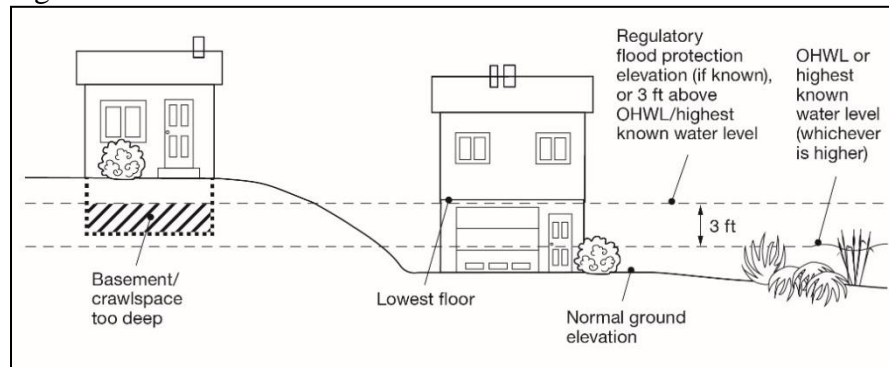 Regulatory
flood protection
elevation (if known),
or 3 ft above
OHWL/highest
known water level
OHWL or
highest
known
water level
(whichever
is higher)
3 ft
Basement/
crawlspace
too deep
Lowest floor
Normal ground
elevation